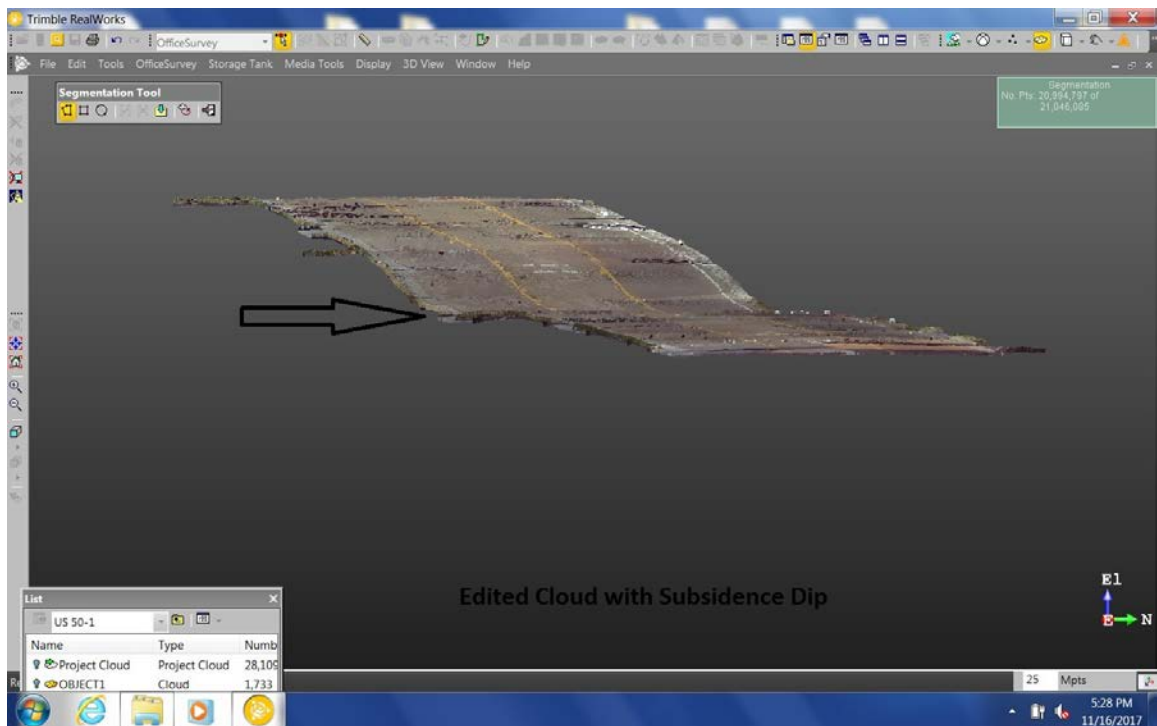 Trimble RealWorks
OfficeSurvey
File Edit Tools OfficeSurvey Storage Tank Media Tools Display 3D View Window Help
Segmentation Tool
Segmentation
No. Pts: 20,994,797 of
21,046,095
El
E N
Edited Cloud with Subsidence Dip
List
US 50-1
Name Type Numb
Project Cloud Project Cloud 28,109
OBJECT1 Cloud 1,733
Re
25 Mpts
5:28 PM
11/16/2017